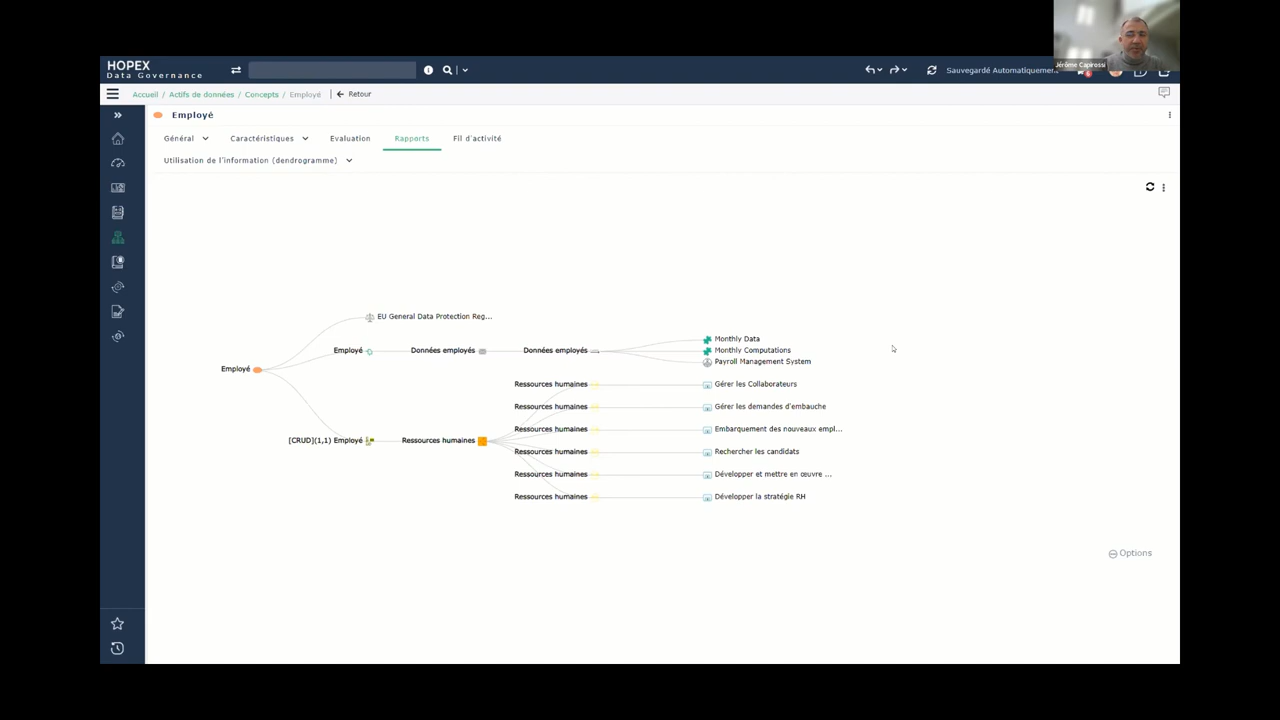 HOPEX
Data Governance
Sauvegardé Automatiquement
Jérôme Capirossi
Accueil / Actifs de données / Concepts / Employé
Retour
Employé
Général
Caractéristiques
Evaluation
Rapports
Fil d'activité
Utilisation de l'information (dendrogramme)
EU General Data Protection Reg...
Monthly Data
Employé
Données employés
Données employés
Monthly Computations
Payroll Management System
Employé
Ressources humaines
Gérer les Collaborateurs
Ressources humaines
Gérer les demandes d'embauche
Ressources humaines
Embarquement des nouveaux empl...
[CRUD](1,1) Employé
Ressources humaines
Ressources humaines
Rechercher les candidats
Ressources humaines
Développer et mettre en œuvre ...
Ressources humaines
Développer la stratégie RH
Options